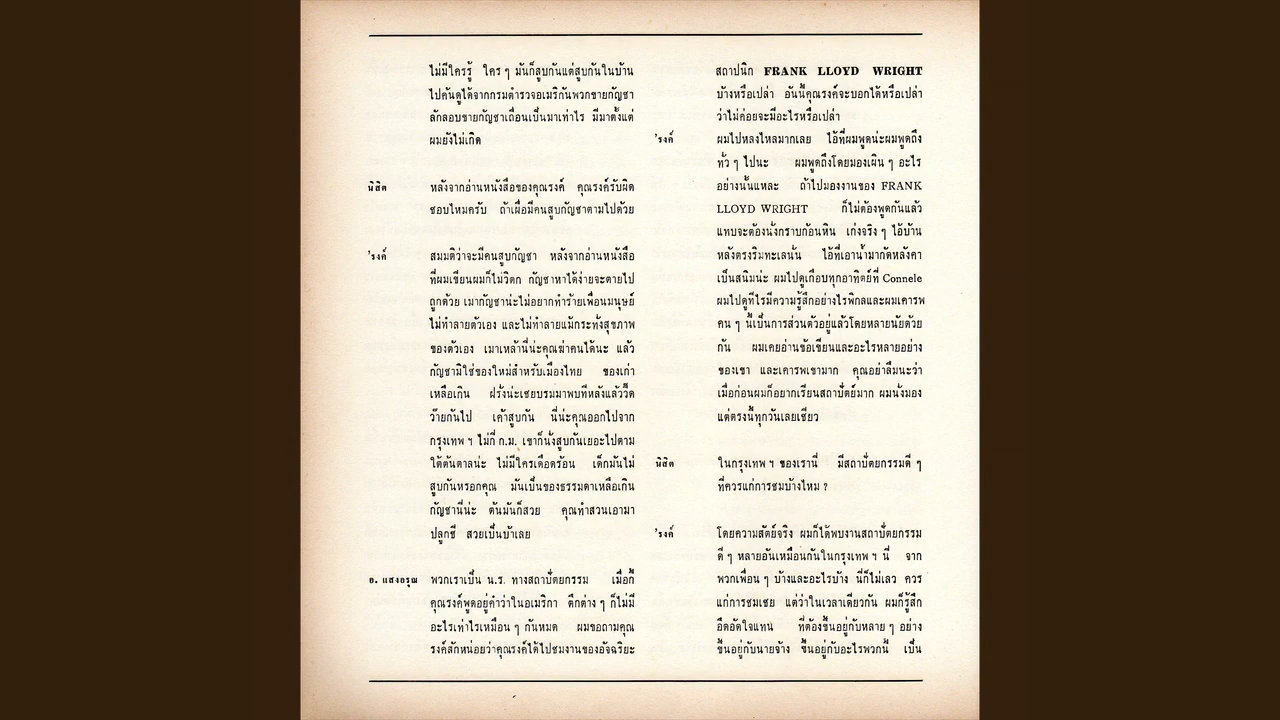 ไม่มีใครรู้ ใคร ๆ มันก็สูบกันแต่สูบกันในบ้าน
ไปค้นดูได้จากกรมตำรวจอเมริกันพวกขายกัญชา
ลักลอบขายกัญชาเถื่อนเป็นมาเท่าไร มีมาตั้งแต่
ผมยังไม่เกิด
นิสิต หลังจากอ่านหนังสือของคุณรงค์ คุณรงค์รับผิด
ชอบไหมครับ ถ้าเผื่อมีคนสูบกัญชาตามไปด้วย
'รงค์ สมมติว่าจะมีคนสูบกัญชา หลังจากอ่านหนังสือ
ที่ผมเขียนผมก็ไม่วิตก กัญชาหาได้ง่ายจะตายไป
ถูกด้วย เมากัญชาน่ะไม่อยากทำร้ายเพื่อนมนุษย์
ไม่ทำลายตัวเอง และไม่ทำลายแม้กระทั่งสุขภาพ
ของตัวเอง เมาเหล้านี่น่ะคุณฆ่าคนได้นะ แล้ว
กัญชามิใช่ของใหม่สำหรับเมืองไทย ของเก่า
เหลือเกิน ฝรั่งน่ะเชยบรมมาพบทีหลังแล้ววี้ด
ว้ายกันไป เค้าสูบกัน นี่น่ะคุณออกไปจาก
กรุงเทพ ฯ ไม่กี่ ก.ม. เขาก็นั่งสูบกันเยอะไปตาม
ใต้ต้นตาลน่ะ ไม่มีใครเดือดร้อน เด็กมันไม่
สูบกันหรอกคุณ มันเป็นของธรรมดาเหลือเกิน
กัญชานี่น่ะ ต้นมันก็สวย คุณทำสวนเอามา
ปลูกซี สวยเป็นบ้าเลย
อ. แสงอรุณ พวกเราเป็น น.ร. ทางสถาปัตยกรรม เมื่อกี้
คุณรงค์พูดอยู่คำว่าในอเมริกา ตึกต่าง ๆ ก็ไม่มี
อะไรเท่าไรเหมือน ๆ กันหมด ผมขอถามคุณ
รงค์สักหน่อยว่าคุณรงค์ได้ไปชมงานของอัจฉริยะ
สถาปนิก FRANK LLOYD WRIGHT
บ้างหรือเปล่า อันนี้คุณรงค์จะบอกได้หรือเปล่า
ว่าไม่ค่อยจะมีอะไรหรือเปล่า
'รงค์ ผมไปหลงไหลมากเลย ไอ้ที่ผมพูดน่ะผมพูดถึง
ทั่ว ๆ ไปนะ ผมพูดถึงโดยมองเผิน ๆ อะไร
อย่างนั้นแหละ ถ้าไปมองงานของ FRANK
LLOYD WRIGHT ก็ไม่ต้องพูดกันแล้ว
แทบจะต้องนั่งกราบก้อนหิน เก่งจริง ๆ ไอ้บ้าน
หลังตรงริมทะเลนั้น ไอ้ที่เอาน้ำมากัดหลังคา
เป็นสนิมน่ะ ผมไปดูเกือบทุกอาทิตย์ที่ Connele
ผมไปดูทีไรมีความรู้สึกอย่างไรพิกลและผมเคารพ
คน ๆ นี้เป็นการส่วนตัวอยู่แล้วโดยหลายนัยด้วย
กัน ผมเคยอ่านข้อเขียนและอะไรหลายอย่าง
ของเขา และเคารพเขามาก คุณอย่าลืมนะว่า
เมื่อก่อนผมก็อยากเรียนสถาปัตย์มาก ผมนั่งมอง
แต่ตรงนี้ทุกวันเลยเชียว
นิสิต ในกรุงเทพ ฯ ของเรานี่ มีสถาปัตยกรรมดี ๆ
ที่ควรแก่การชมบ้างไหม ?
'รงค์ โดยความสัตย์จริง ผมก็ได้พบงานสถาปัตยกรรม
ดี ๆ หลายอันเหมือนกันในกรุงเทพ ฯ นี่ จาก
พวกเพื่อน ๆ บ้างและอะไรบ้าง นี่ก็ไม่เลว ควร
แก่การชมเชย แต่ว่าในเวลาเดียวกัน ผมก็รู้สึก
อึดอัดใจแทน ที่ต้องขึ้นอยู่กับหลาย ๆ อย่าง
ขึ้นอยู่กับนายจ้าง ขึ้นอยู่กับอะไรพวกนี้ เป็น